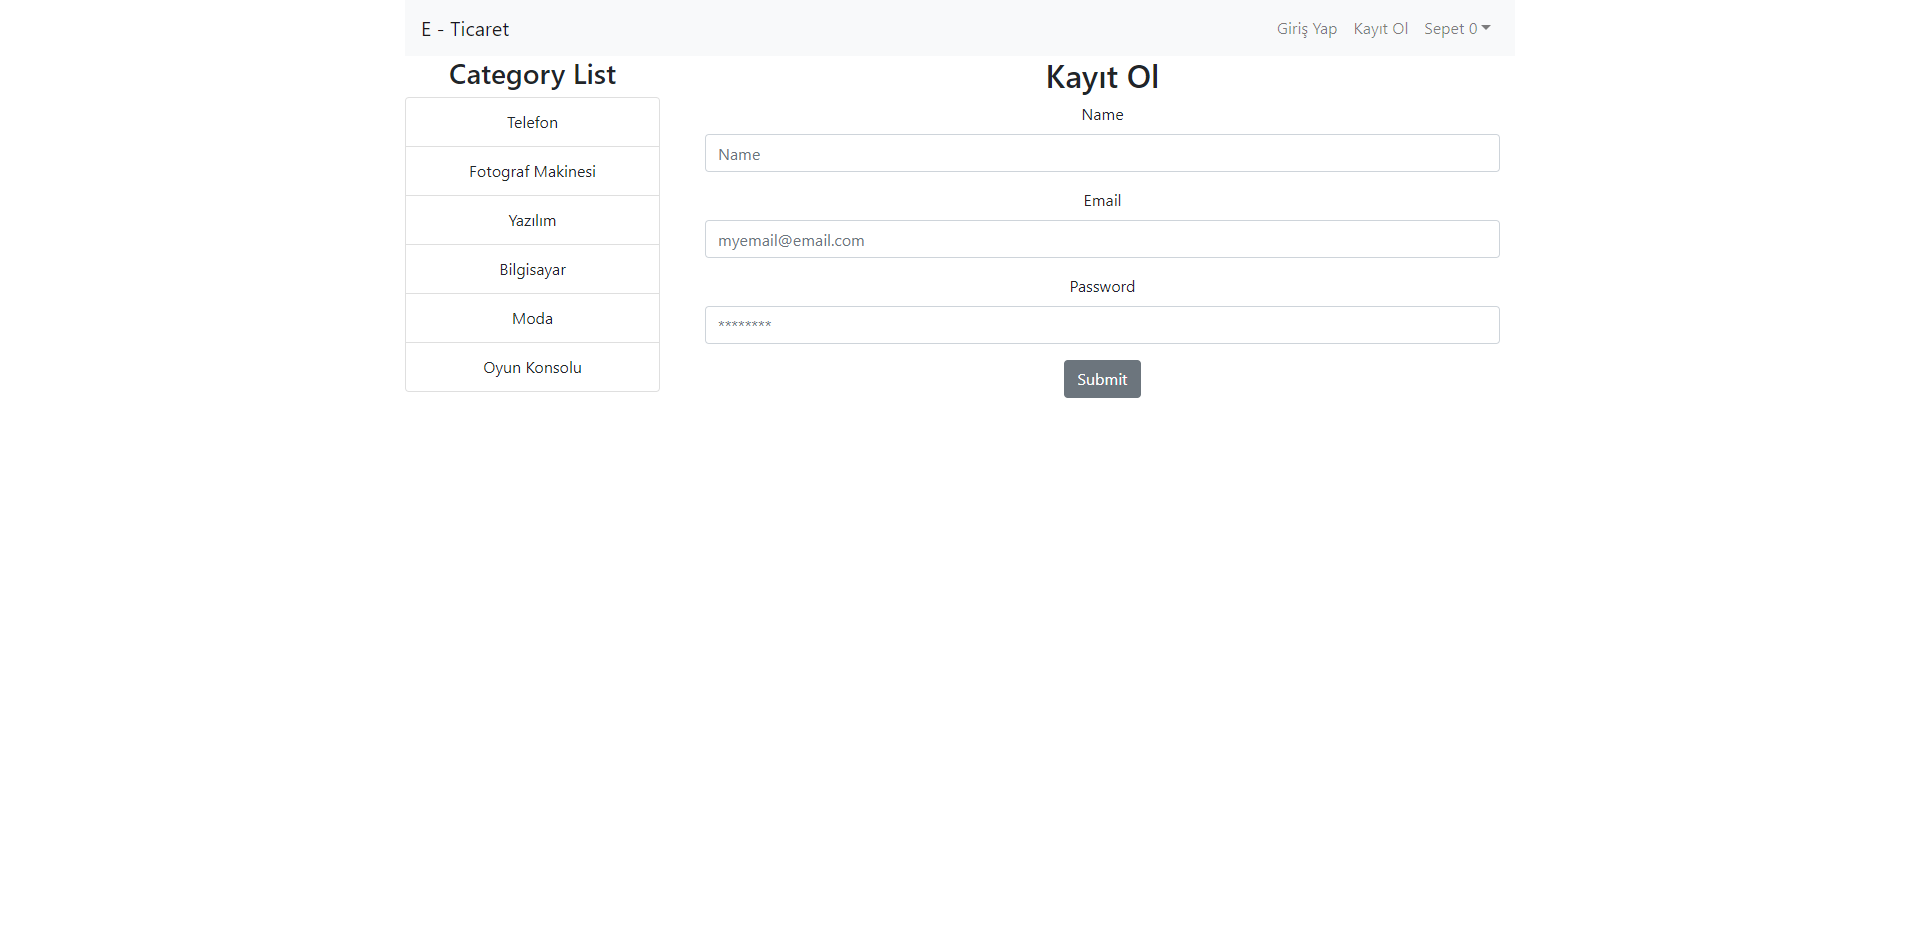 E - Ticaret
Giriş Yap Kayıt Ol Sepet 0
Category List
Telefon
Fotograf Makinesi
Yazılım
Bilgisayar
Moda
Oyun Konsolu
Kayıt Ol
Name
Name
Email
myemail@email.com
Password
********
Submit